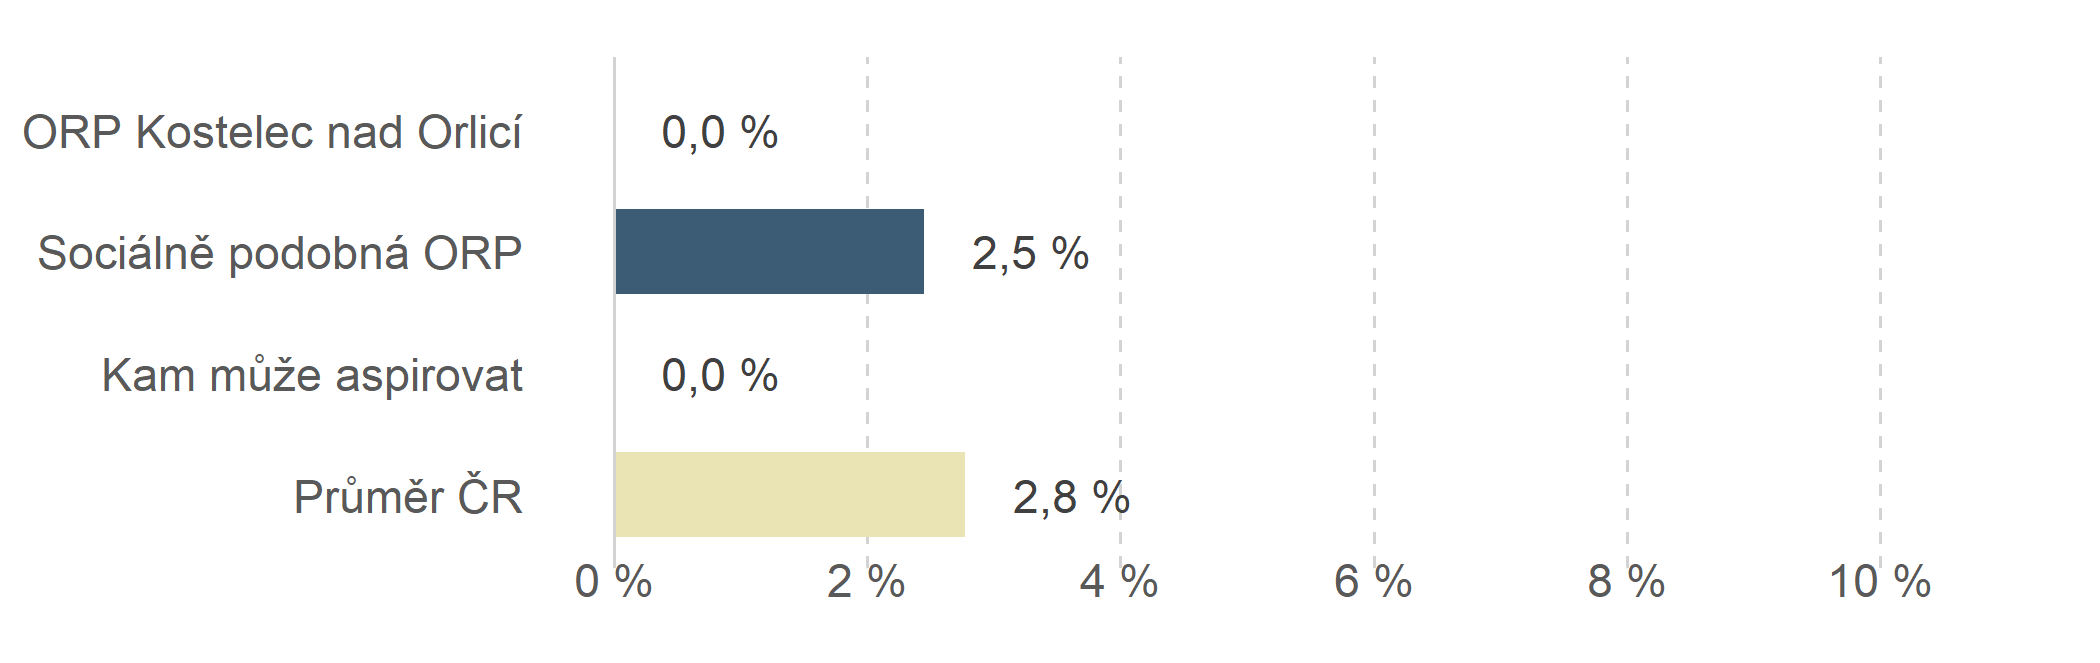 ORP Kostelec nad Orlicí
0,0 %
Sociálně podobná ORP
2,5 %
Kam může aspirovat
0,0 %
Průměr ČR
2,8 %
0 %
2 %
4 %
6 %
8 %
10 %